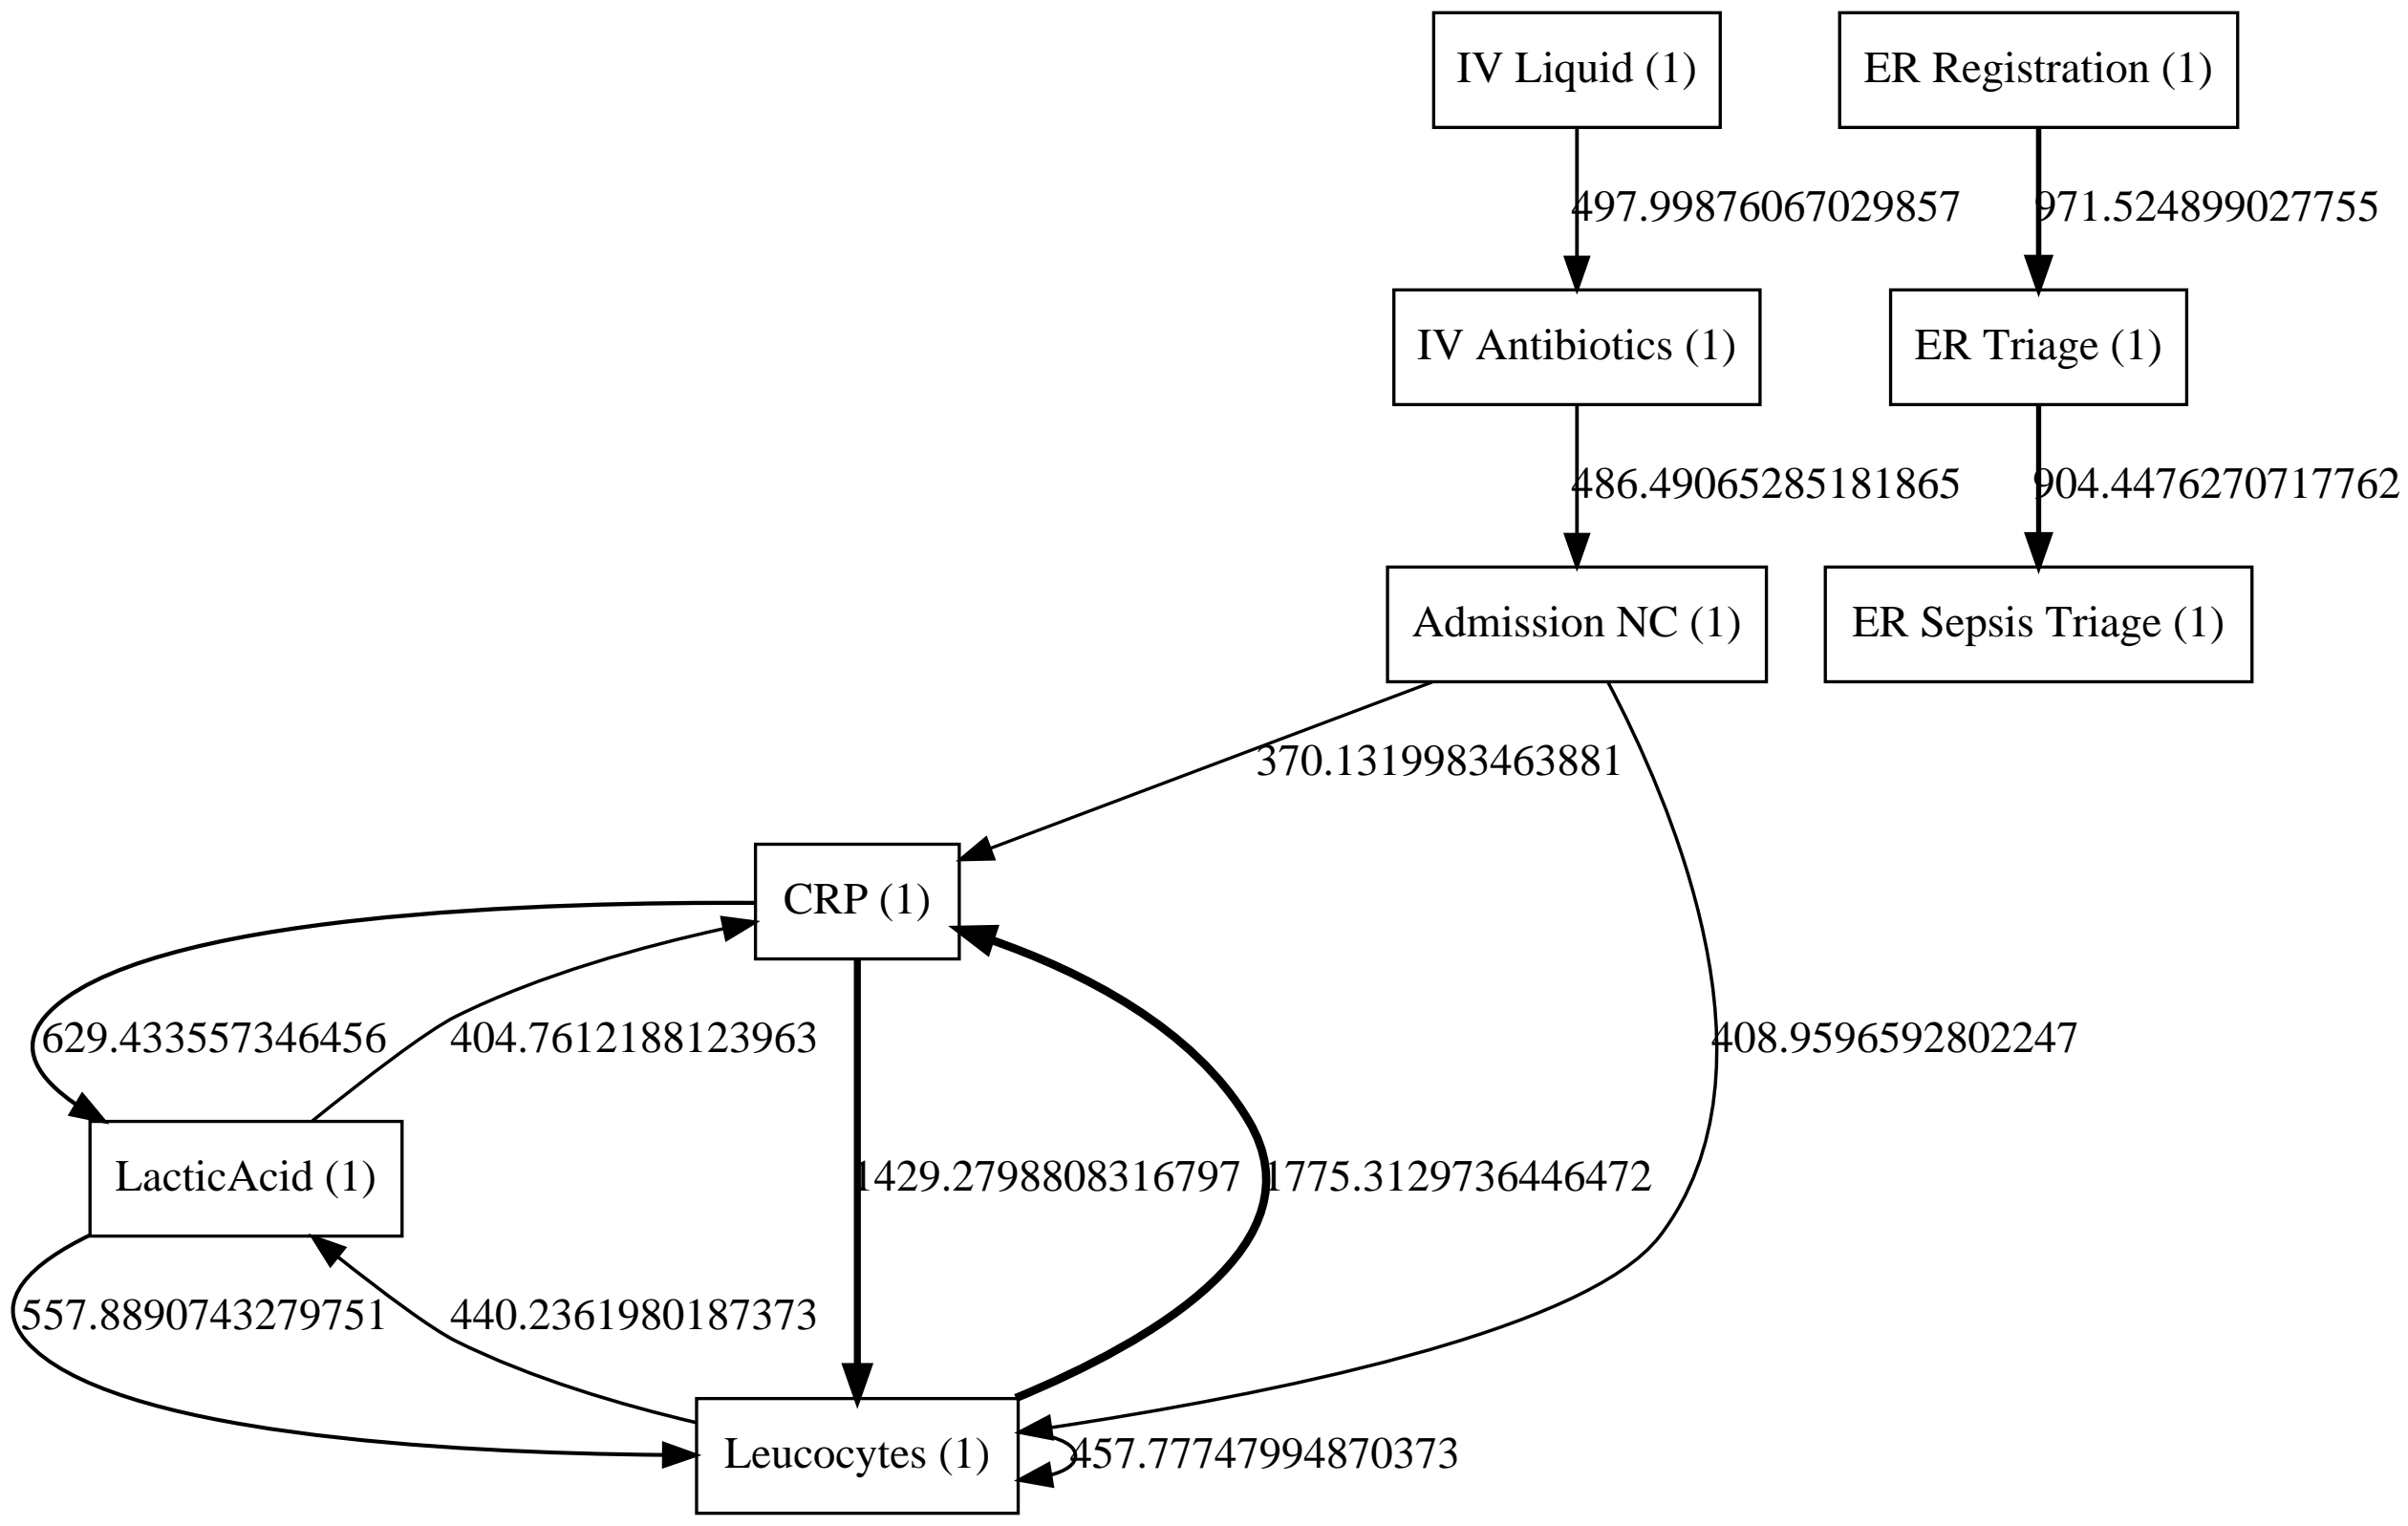 IV Liquid (1)
ER Registration (1)
497.99876067029857
971.524899027755
IV Antibiotics (1)
ER Triage (1)
486.49065285181865
904.4476270717762
Admission NC (1)
ER Sepsis Triage (1)
370.1319983463881
CRP (1)
629.433557346456
404.7612188123963
408.9596592802247
LacticAcid (1)
1429.2798808316797
1775.3129736446472
557.8890743279751
440.2361980187373
Leucocytes (1)
457.77747994870373